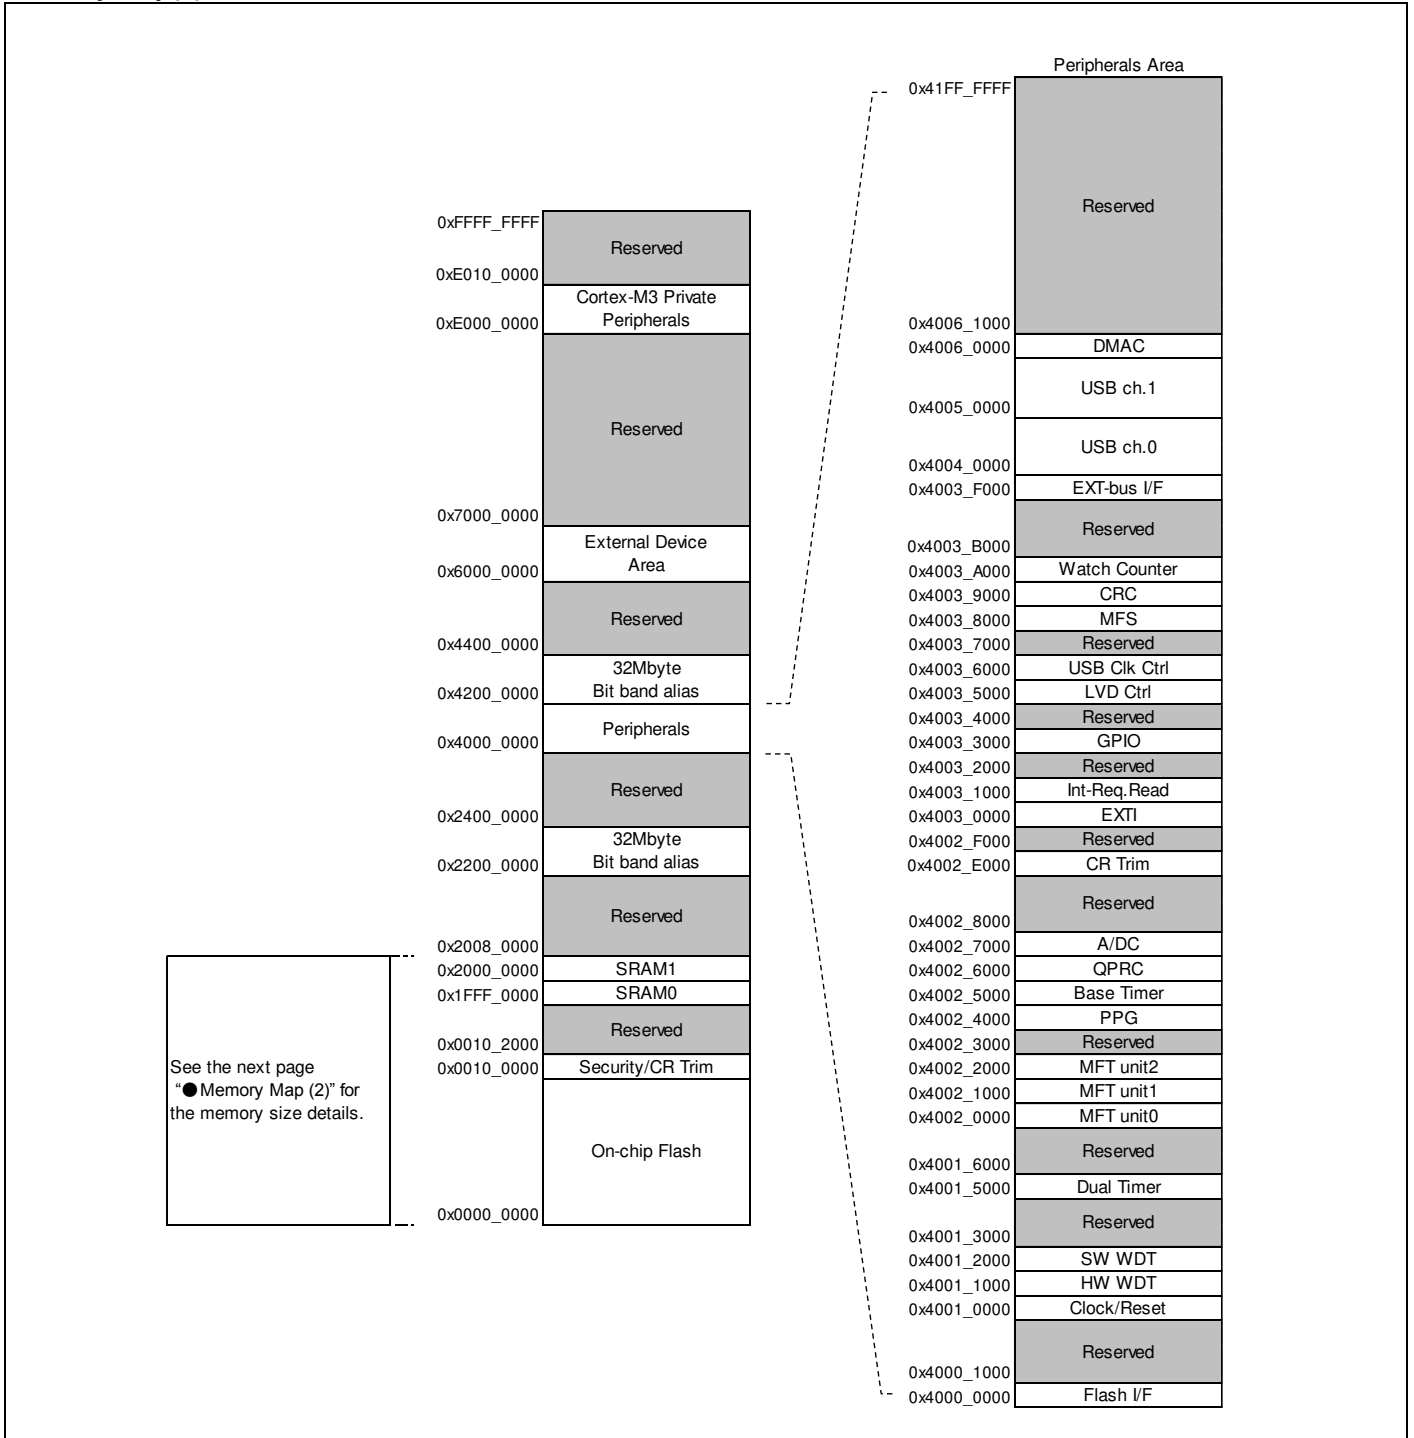 0xFFFF_FFFF
Reserved
0xE010_0000
Cortex-M3 Private
Peripherals
0xE000_0000
Reserved
0x7000_0000
External Device
Area
0x6000_0000
Reserved
0x4400_0000
32Mbyte
Bit band alias
0x4200_0000
Peripherals
0x4000_0000
Reserved
0x2400_0000
32Mbyte
Bit band alias
0x2200_0000
Reserved
0x2008_0000
0x2000_0000 SRAM1
0x1FFF_0000 SRAM0
Reserved
0x0010_2000
0x0010_0000 Security/CR Trim
On-chip Flash
0x0000_0000
See the next page
“●Memory Map (2)” for
the memory size details.
Peripherals Area
0x41FF_FFFF
Reserved
0x4006_1000
0x4006_0000 DMAC
USB ch.1
0x4005_0000
USB ch.0
0x4004_0000
0x4003_F000 EXT-bus I/F
Reserved
0x4003_B000
0x4003_A000 Watch Counter
0x4003_9000 CRC
0x4003_8000 MFS
0x4003_7000 Reserved
0x4003_6000 USB Clk Ctrl
0x4003_5000 LVD Ctrl
0x4003_4000 Reserved
0x4003_3000 GPIO
0x4003_2000 Reserved
0x4003_1000 Int-Req.Read
0x4003_0000 EXTI
0x4002_F000 Reserved
0x4002_E000 CR Trim
Reserved
0x4002_8000
0x4002_7000 A/DC
0x4002_6000 QPRC
0x4002_5000 Base Timer
0x4002_4000 PPG
0x4002_3000 Reserved
0x4002_2000 MFT unit2
0x4002_1000 MFT unit1
0x4002_0000 MFT unit0
Reserved
0x4001_6000
0x4001_5000 Dual Timer
Reserved
0x4001_3000
0x4001_2000 SW WDT
0x4001_1000 HW WDT
0x4001_0000 Clock/Reset
Reserved
0x4000_1000
0x4000_0000 Flash I/F